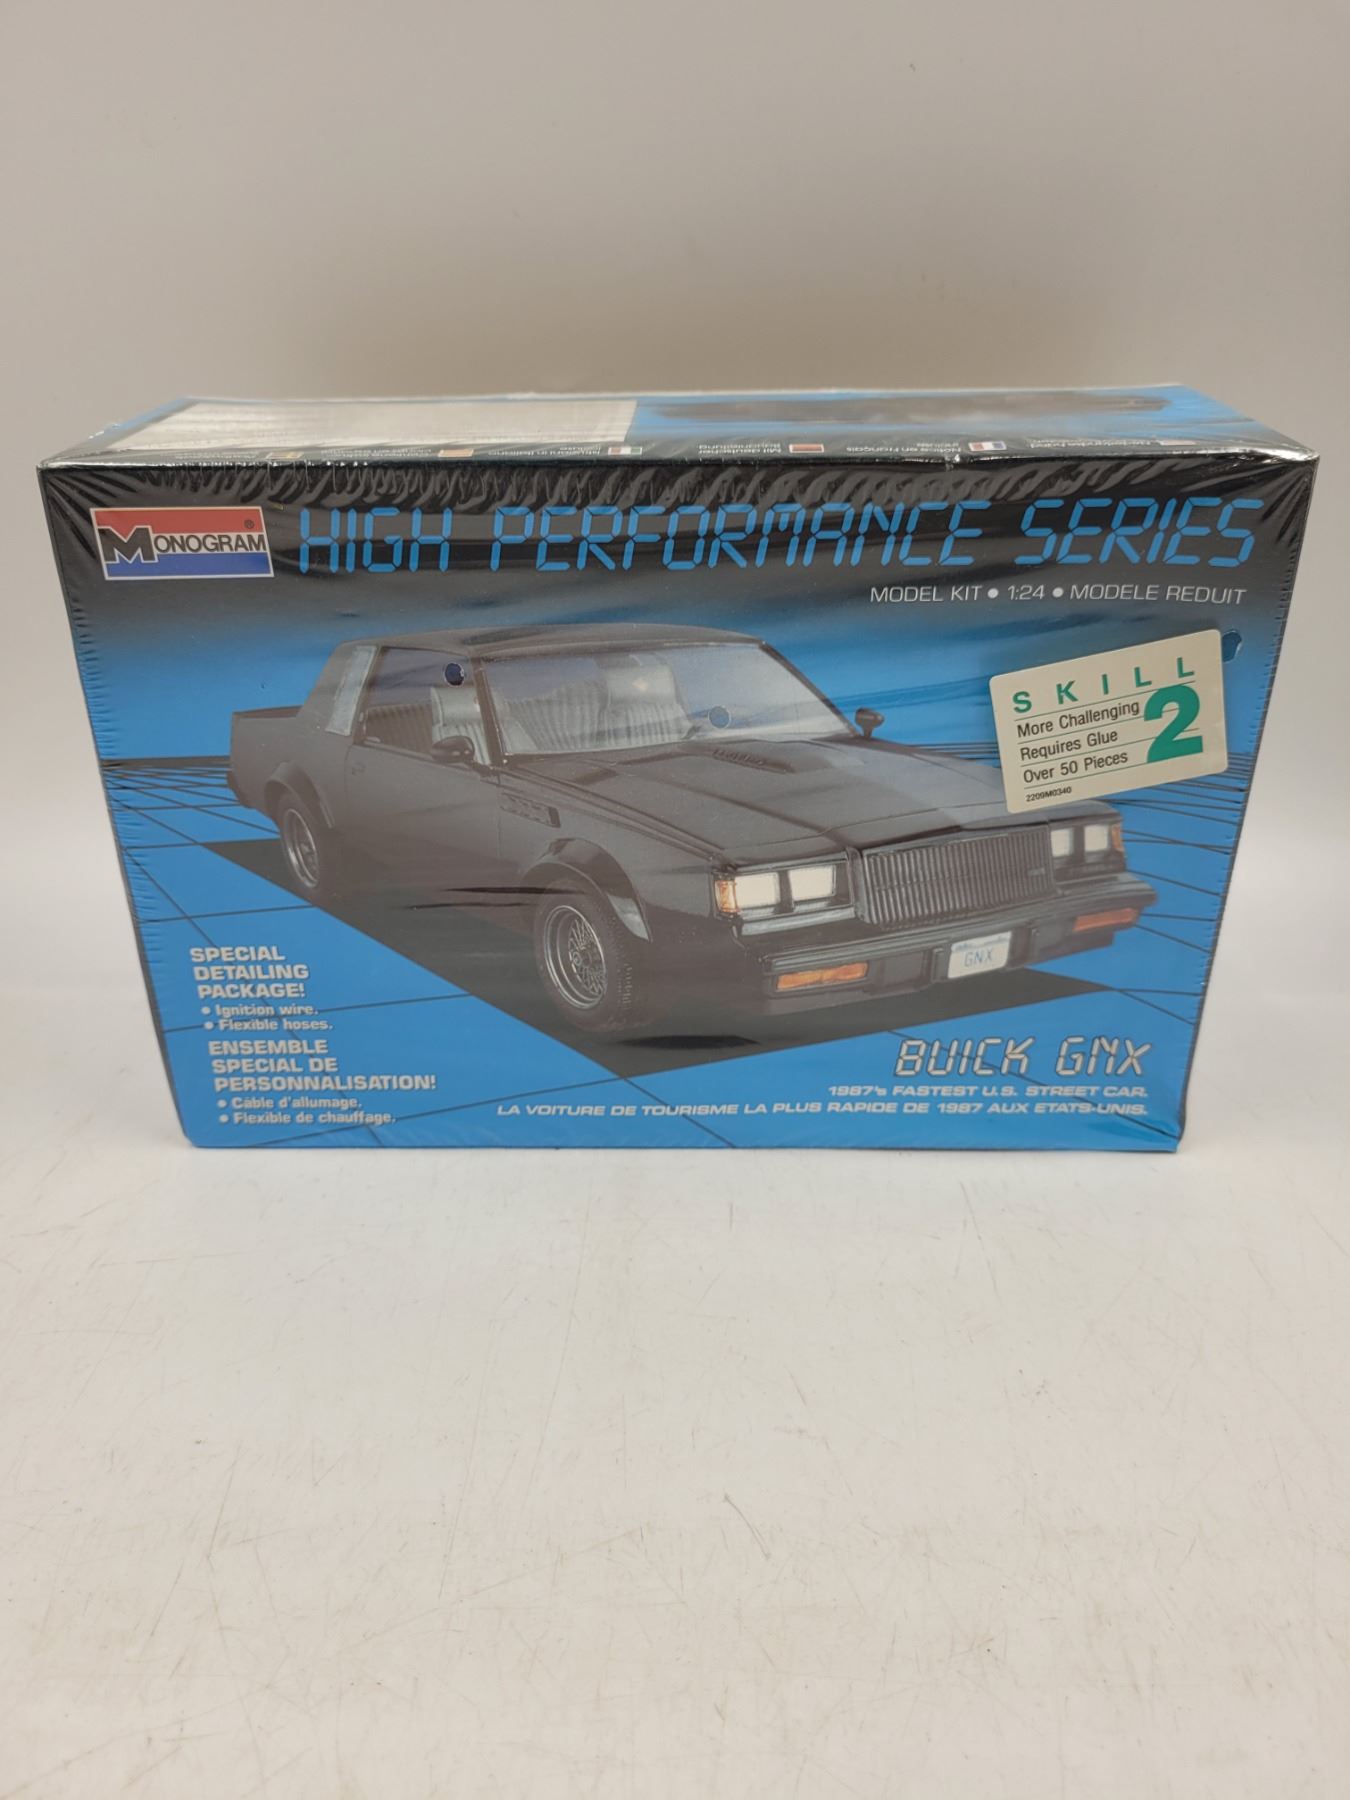 MONOGRAM®
HIGH PERFORMANCE SERIES
MODEL KIT • 1:24 • MODELE REDUIT
SKILL 2
More Challenging
Requires Glue
Over 50 Pieces
2209M0340
GNX
SPECIAL
DETAILING
PACKAGE!
• Ignition wire.
• Flexible hoses.
ENSEMBLE
SPECIAL DE
PERSONNALISATION!
• Câble d'allumage.
• Flexible de chauffage.
BUICK GNX
1987's FASTEST U.S. STREET CAR.
LA VOITURE DE TOURISME LA PLUS RAPIDE DE 1987 AUX ETATS-UNIS.